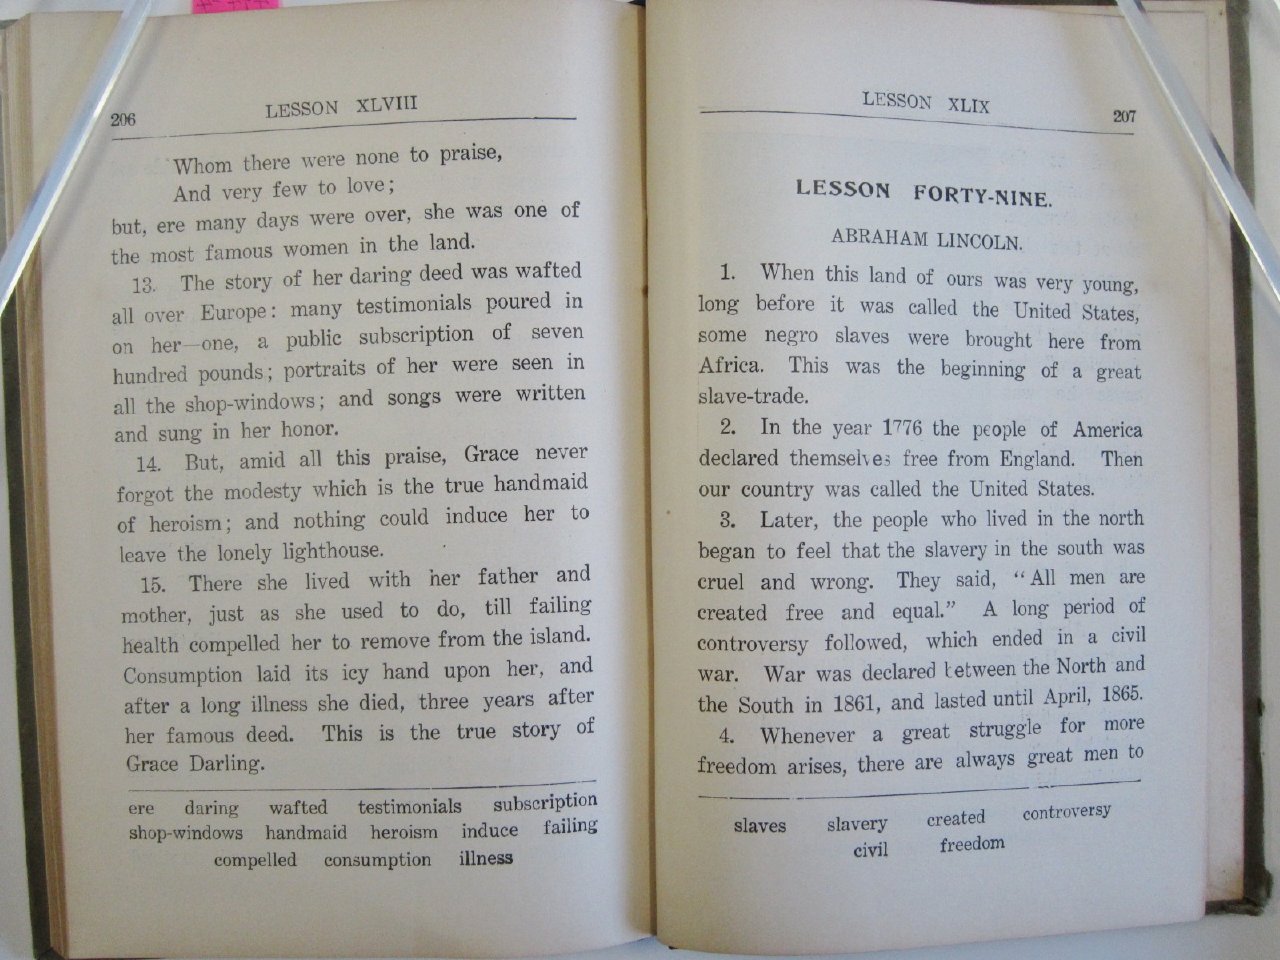 206
LESSON XLVIII
Whom there were none to praise,
And very few to love;
but, ere many days were over, she was one of
the most famous women in the land.
13. The story of her daring deed was wafted
all over Europe: many testimonials poured in
on her—one, a public subscription of seven
hundred pounds; portraits of her were seen in
all the shop-windows; and songs were written
and sung in her honor.
14. But, amid all this praise, Grace never
forgot the modesty which is the true handmaid
of heroism; and nothing could induce her to
leave the lonely lighthouse.
15. There she lived with her father and
mother, just as she used to do, till failing
health compelled her to remove from the island.
Consumption laid its icy hand upon her, and
after a long illness she died, three years after
her famous deed. This is the true story of
Grace Darling.
ere daring wafted testimonials subscription
shop-windows handmaid heroism induce failing
compelled consumption illness
LESSON XLIX
207
LESSON FORTY-NINE.
ABRAHAM LINCOLN.
1. When this land of ours was very young,
long before it was called the United States,
some negro slaves were brought here from
Africa. This was the beginning of a great
slave-trade.
2. In the year 1776 the people of America
declared themselves free from England. Then
our country was called the United States.
3. Later, the people who lived in the north
began to feel that the slavery in the south was
cruel and wrong. They said, "All men are
created free and equal." A long period of
controversy followed, which ended in a civil
war. War was declared between the North and
the South in 1861, and lasted until April, 1865.
4. Whenever a great struggle for more
freedom arises, there are always great men to
slaves slavery created controversy
civil freedom